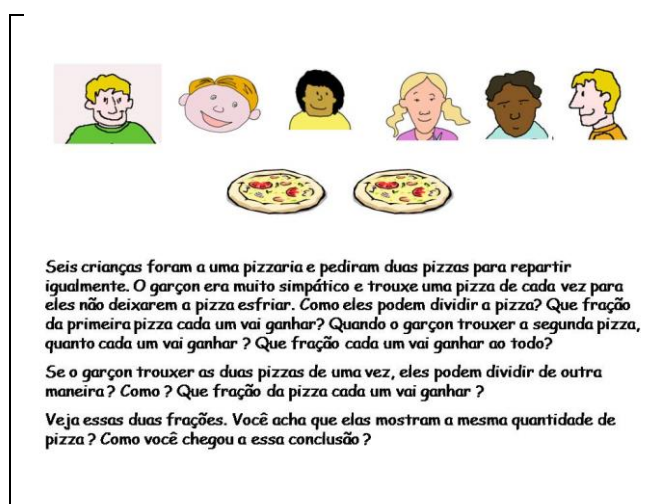 Seis crianças foram a uma pizzaria e pediram duas pizzas para repartir
igualmente. O garçon era muito simpático e trouxe uma pizza de cada vez para
eles não deixarem a pizza esfriar. Como eles podem dividir a pizza? Que fração
da primeira pizza cada um vai ganhar? Quando o garçon trouxer a segunda pizza,
quanto cada um vai ganhar ? Que fração cada um vai ganhar ao todo?
Se o garçon trouxer as duas pizzas de uma vez, eles podem dividir de outra
maneira? Como ? Que fração da pizza cada um vai ganhar ?
Veja essas duas frações. Você acha que elas mostram a mesma quantidade de
pizza ? Como você chegou a essa conclusão ?